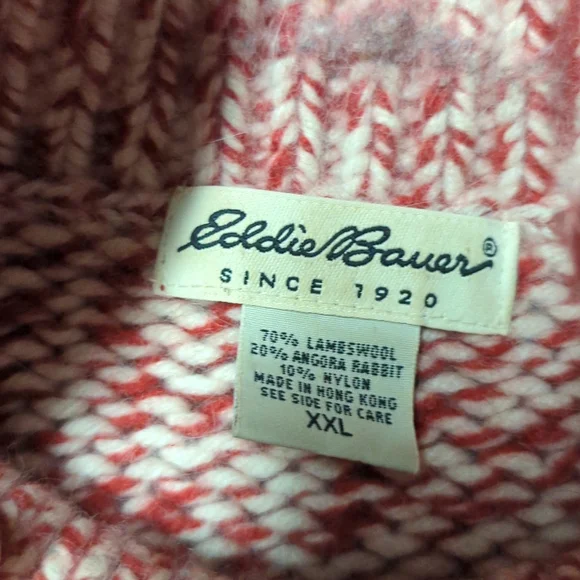 Eddie Bauer®
SINCE 1920
70% LAMBSWOOL
20% ANGORA RABBIT
10% NYLON
MADE IN HONG KONG
SEE SIDE FOR CARE
XXL